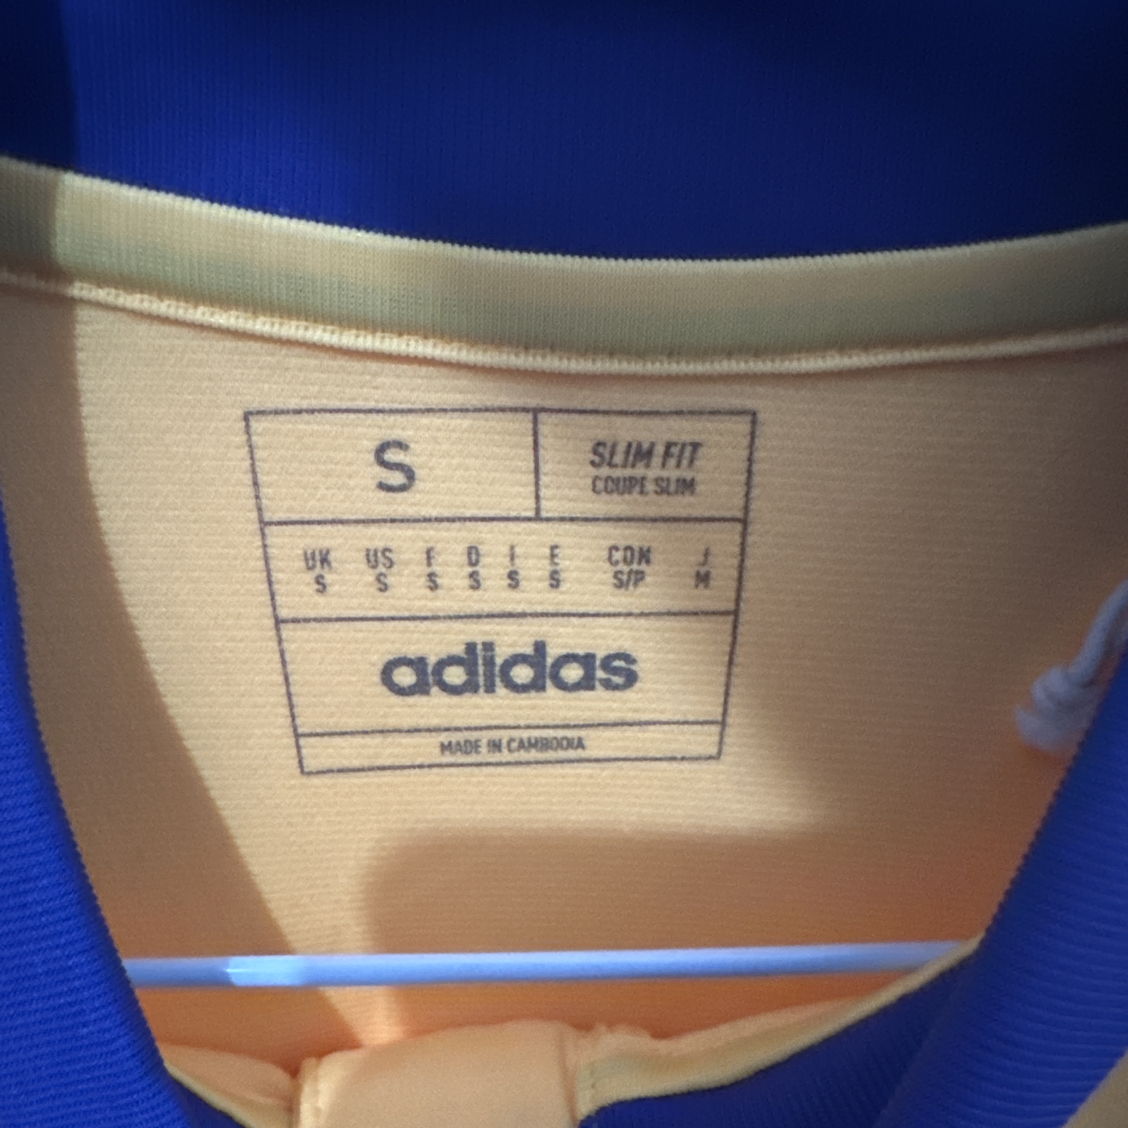 S
SLIM FIT
COUPE SLIM
UK US F D I E CON J
S S S S S S S/P M
adidas
MADE IN CAMBODIA